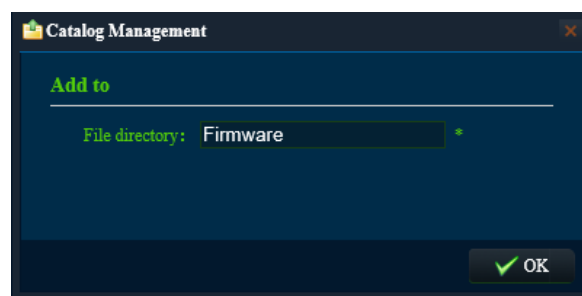 Catalog Management
Add to
File directory: Firmware *
OK